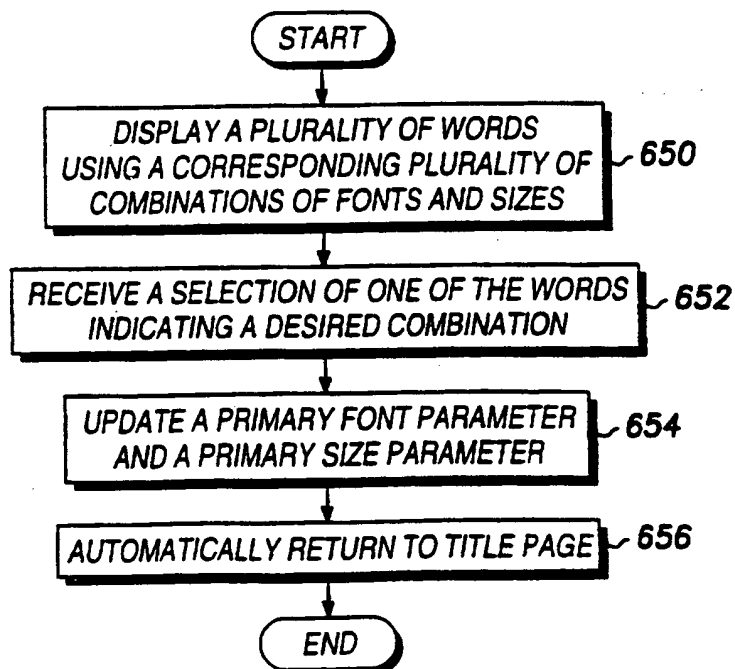 START
DISPLAY A PLURALITY OF WORDS
USING A CORRESPONDING PLURALITY OF
COMBINATIONS OF FONTS AND SIZES
650
RECEIVE A SELECTION OF ONE OF THE WORDS
INDICATING A DESIRED COMBINATION
652
UPDATE A PRIMARY FONT PARAMETER
AND A PRIMARY SIZE PARAMETER
654
AUTOMATICALLY RETURN TO TITLE PAGE
656
END